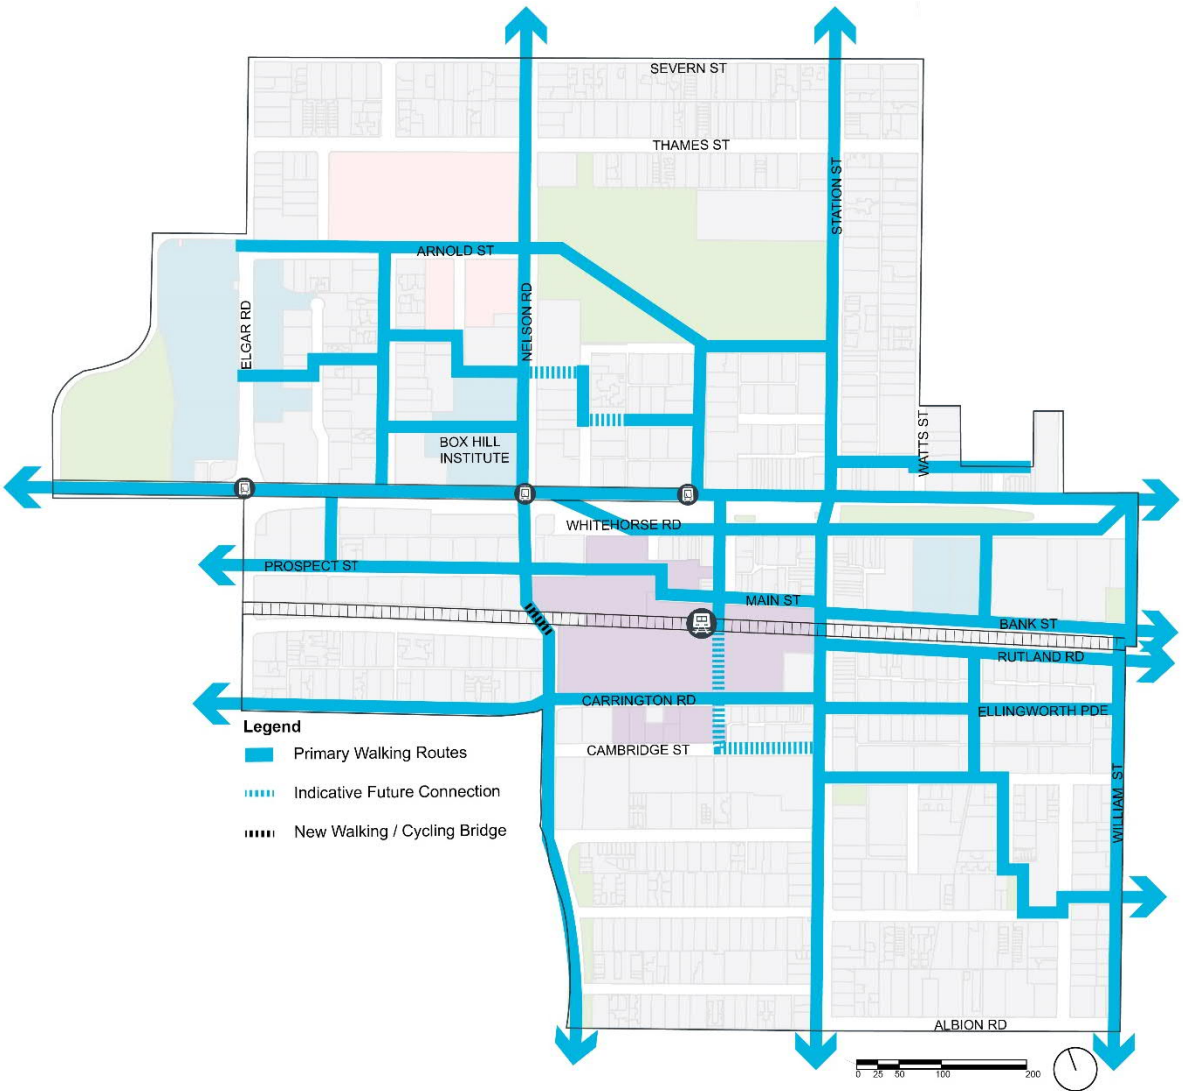 SEVERN ST
THAMES ST
STATION ST
ARNOLD ST
NELSON RD
ELGAR RD
WATTS ST
BOX HILL
INSTITUTE
WHITEHORSE RD
PROSPECT ST
MAIN ST
BANK ST
RUTLAND RD
CARRINGTON RD
ELLINGWORTH PDE
CAMBRIDGE ST
WILLIAM ST
Legend
Primary Walking Routes
Indicative Future Connection
New Walking / Cycling Bridge
ALBION RD
0 25 50 100 200